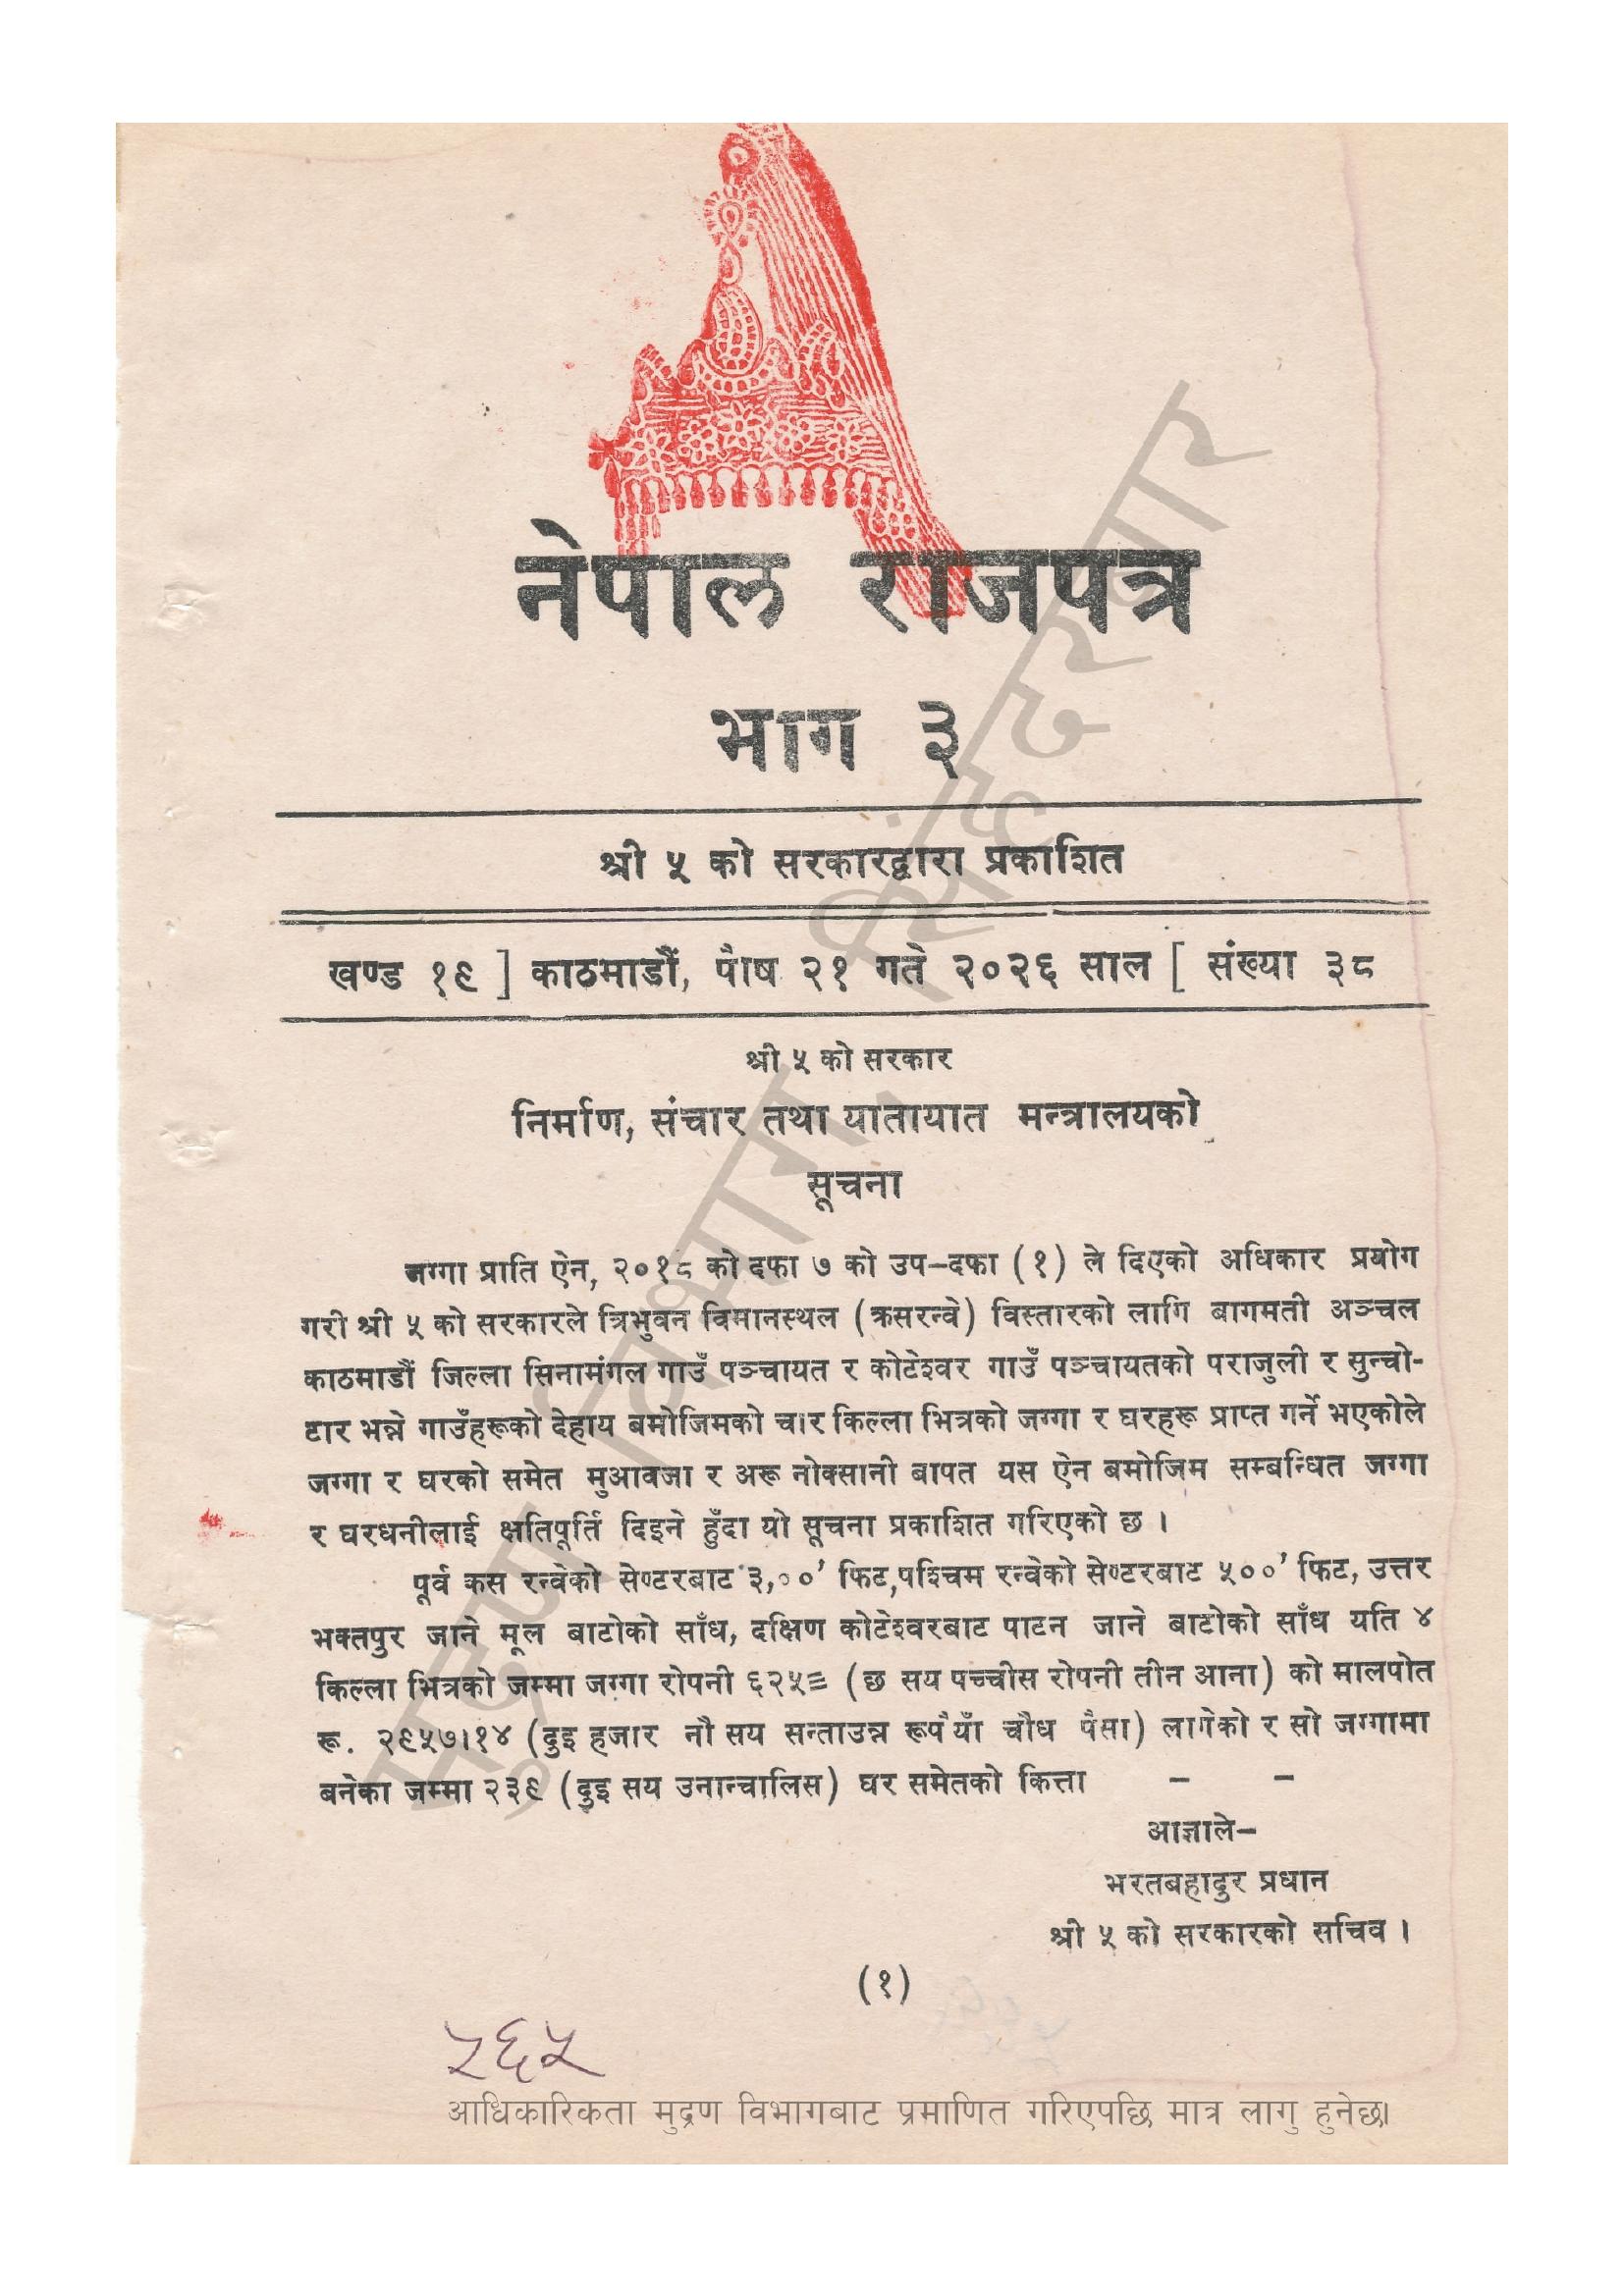 नेपाल राजपत्र
भाग ३
श्री ५ को सरकारद्वारा प्रकाशित
खण्ड १९ ] काठमाडौं, पौष २१ गते २०२६ साल [ संख्या ३८
श्री ५ को सरकार
निर्माण, संचार तथा यातायात मन्त्रालयको
सूचना
जग्गा प्राति ऐन, २०१८ को दफा ७ को उप-दफा (१) ले दिएको अधिकार प्रयोग
गरी श्री ५ को सरकारले त्रिभुवन विमानस्थल (क्रसरन्वे) विस्तारको लागि बागमती अञ्चल
काठमाडौं जिल्ला सिनामंगल गाउँ पञ्चायत र कोटेश्वर गाउँ पञ्चायतको पराजुली र सुन्चो-
टार भन्ने गाउँहरूको देहाय बमोजिमको चार किल्ला भित्रको जग्गा र घरहरू प्राप्त गर्ने भएकोले
जग्गा र घरको समेत मुआवजा र अरू नोक्सानी बापत यस ऐन बमोजिम सम्बन्धित जग्गा
र घरधनीलाई क्षतिपूर्ति दिइने हुँदा यो सूचना प्रकाशित गरिएको छ ।
पूर्व क्रस रन्वेको सेण्टरबाट ३,००' फिट,पश्चिम रन्वेको सेण्टरबाट ५००' फिट, उत्तर
भक्तपुर जाने मूल बाटोको साँध, दक्षिण कोटेश्वरबाट पाटन जाने बाटोको साँध यति ४
किल्ला भित्रको जम्मा जग्गा रोपनी ६२५≡ (छ सय पच्चीस रोपनी तीन आना) को मालपोत
रू. २९५७।१४ (दुइ हजार नौ सय सन्ताउन्न रूपैयाँ चौध पैसा) लागेको र सो जग्गामा
बनेका जम्मा २३९ (दुइ सय उनान्चालिस) घर समेतको कित्ता – –
आज्ञाले–
भरतबहादुर प्रधान
श्री ५ को सरकारको सचिव ।
(१)
५६५
आधिकारिकता मुद्रण विभागबाट प्रमाणित गरिएपछि मात्र लागु हुनेछ।
मुद्रण विभाग, सिंहदरबार